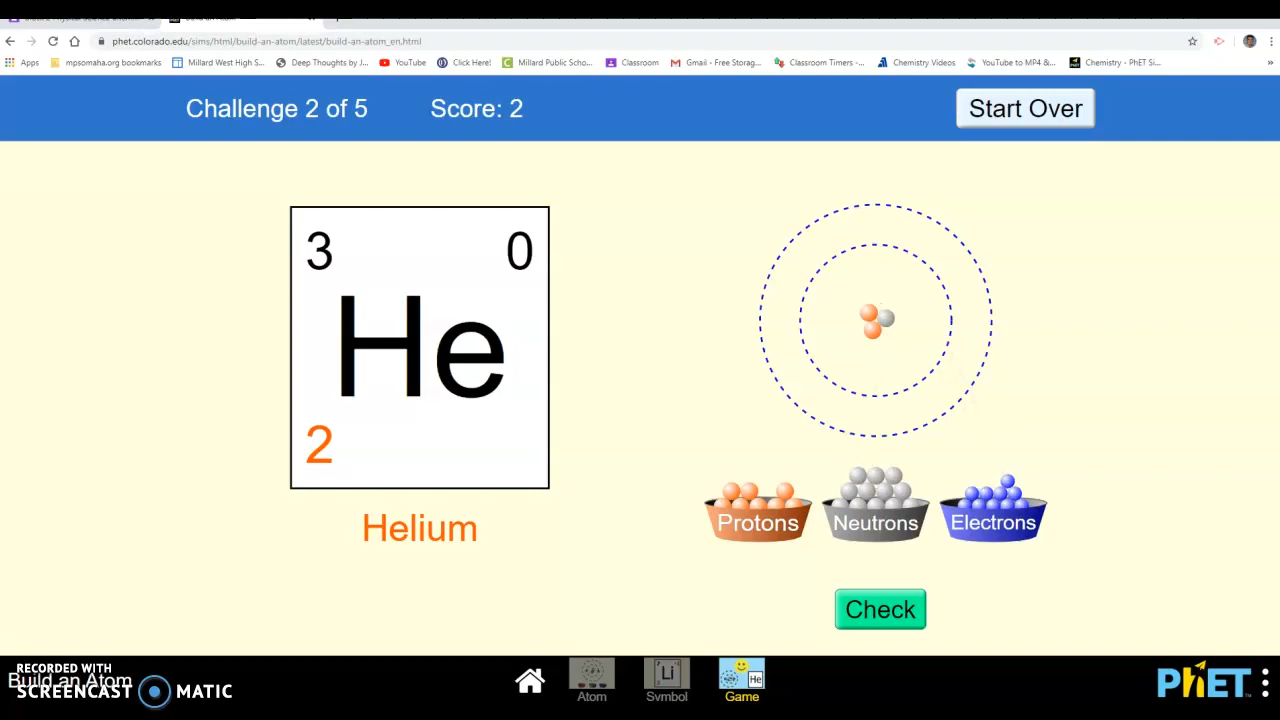 phet.colorado.edu/sims/html/build-an-atom/latest/build-an-atom_en.html
Apps mpsomaha.org bookmarks Millard West High S... Deep Thoughts by J... YouTube Click Here! Millard Public Scho... Classroom Gmail - Free Storag... Classroom Timers -... Chemistry Videos YouTube to MP4 &... Chemistry - PhET Si... »
Challenge 2 of 5 Score: 2 Start Over
3 0
He
2
Helium
Protons Neutrons Electrons
Check
RECORDED WITH
Build an Atom
SCREENCAST MATIC
Li
He
Atom Symbol Game
PhET